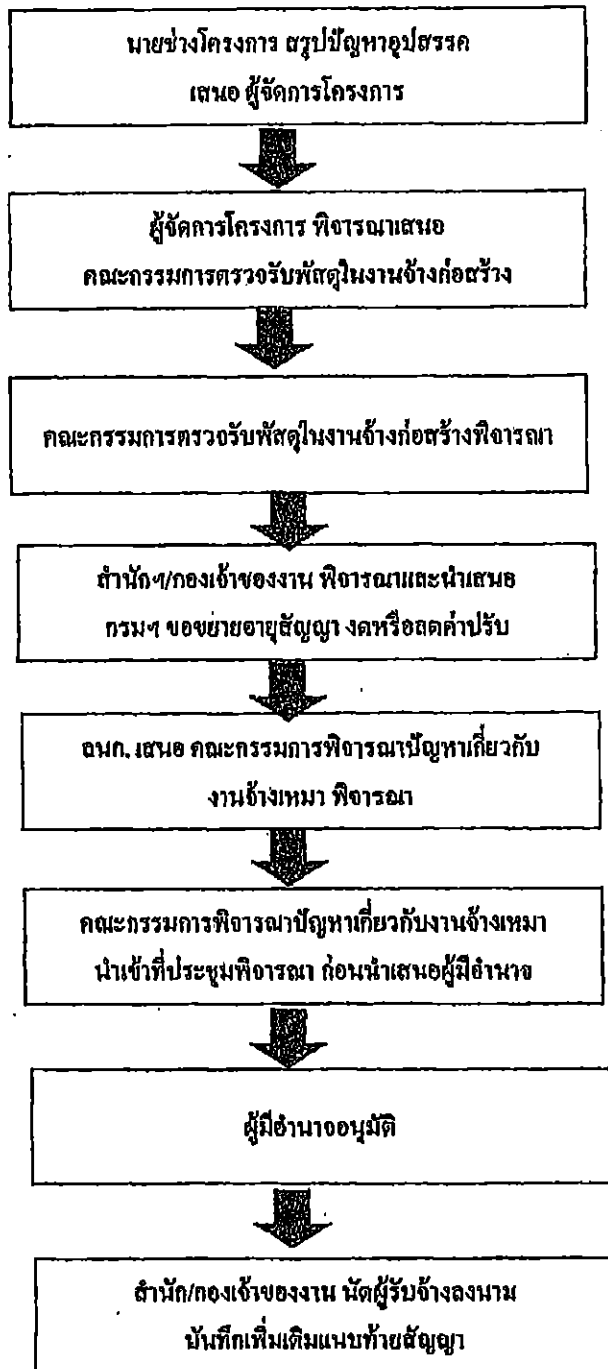 นายช่างโครงการ สรุปปัญหาอุปสรรค
เสนอ ผู้จัดการโครงการ
ผู้จัดการโครงการ พิจารณาเสนอ
คณะกรรมการตรวจรับพัสดุในงานจ้างก่อสร้าง
คณะกรรมการตรวจรับพัสดุในงานจ้างก่อสร้างพิจารณา
สำนักฯ/กองเจ้าของงาน พิจารณาและนำเสนอ
กรมฯ ขอขยายอายุสัญญา งดหรือลดค่าปรับ
อนก. เสนอ คณะกรรมการพิจารณาปัญหาเกี่ยวกับ
งานจ้างเหมา พิจารณา
คณะกรรมการพิจารณาปัญหาเกี่ยวกับงานจ้างเหมา
นำเข้าที่ประชุมพิจารณา ก่อนนำเสนอผู้มีอำนาจ
ผู้มีอำนาจอนุมัติ
สำนัก/กองเจ้าของงาน นัดผู้รับจ้างลงนาม
บันทึกเพิ่มเติมแนบท้ายสัญญา